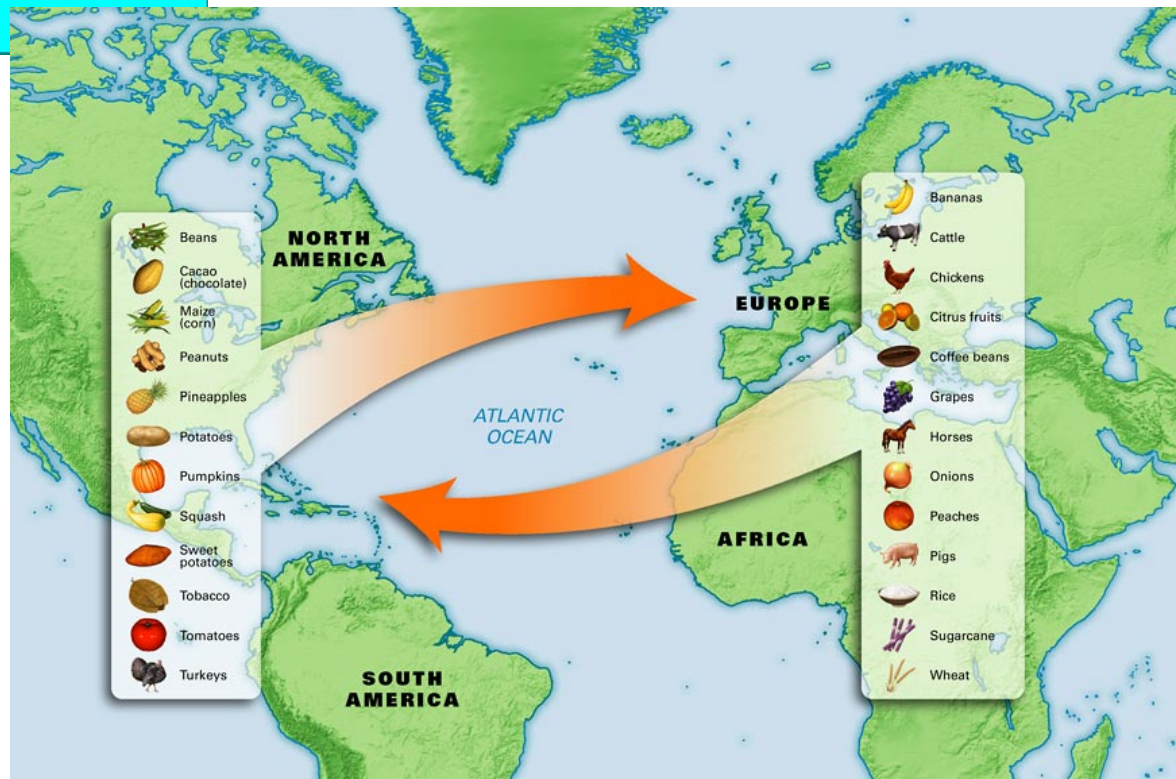 Beans
Cacao
(chocolate)
Maize
(corn)
Peanuts
Pineapples
Potatoes
Pumpkins
Squash
Sweet
potatoes
Tobacco
Tomatoes
Turkeys
NORTH
AMERICA
ATLANTIC
OCEAN
SOUTH
AMERICA
EUROPE
AFRICA
Bananas
Cattle
Chickens
Citrus fruits
Coffee beans
Grapes
Horses
Onions
Peaches
Pigs
Rice
Sugarcane
Wheat